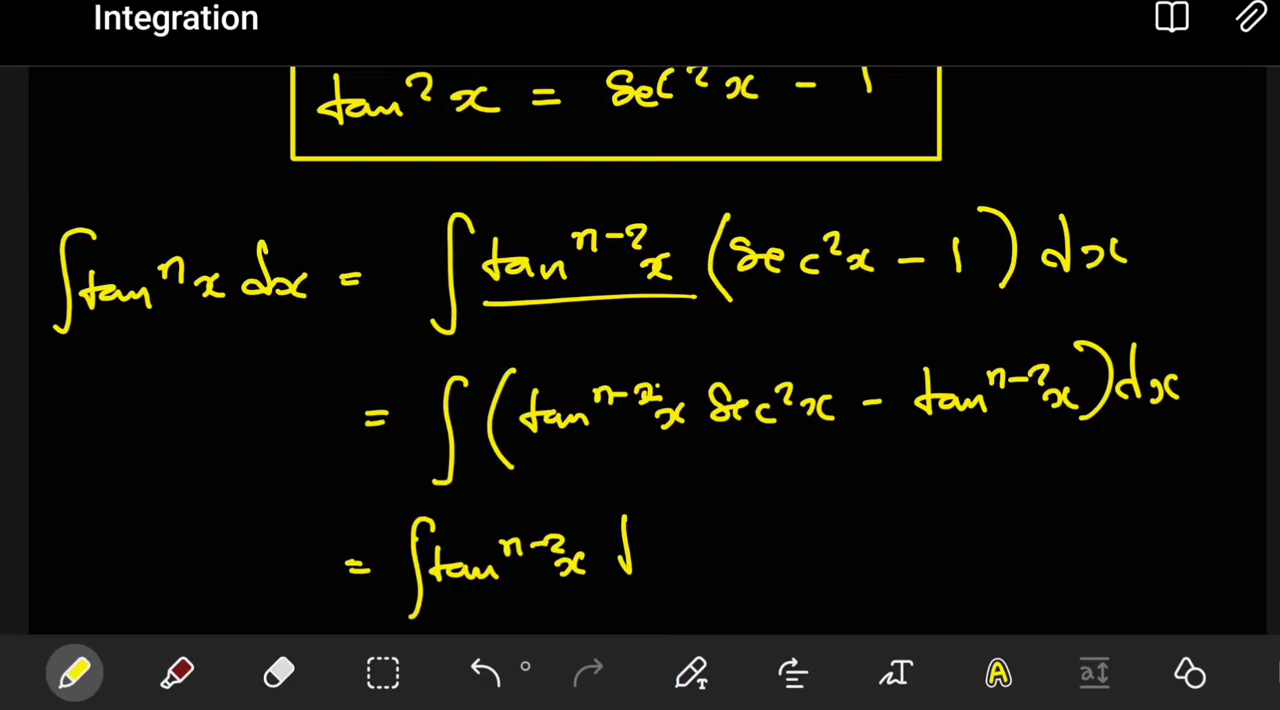 Integration
tan²x = sec²x - 1
∫tanⁿx dx = ∫tanⁿ⁻²x (sec²x - 1) dx
= ∫(tanⁿ⁻²x sec²x - tanⁿ⁻²x)dx
= ∫tanⁿ⁻²x
T A a